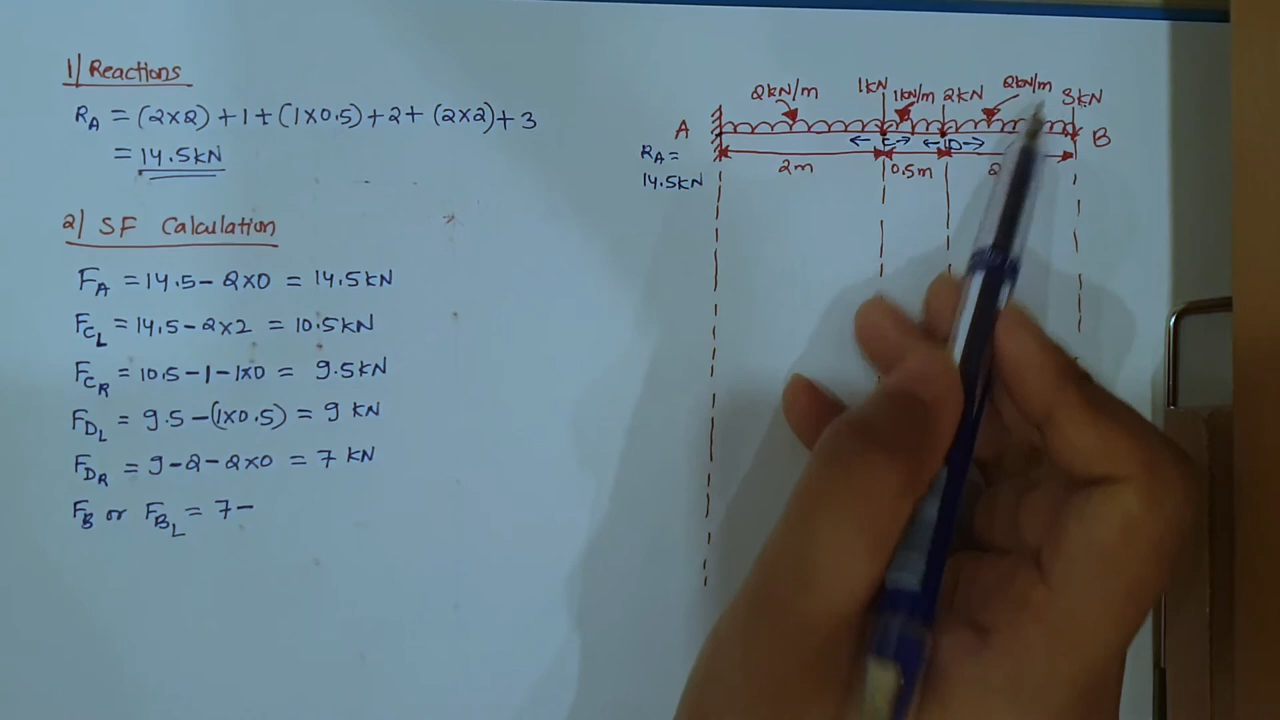 1) Reactions
RA = (2×2) + 1 + (1×0.5) + 2 + (2×2) + 3
= 14.5kN
2) SF Calculation
FA = 14.5 - 2×0 = 14.5kN
FCL = 14.5 - 2×2 = 10.5kN
FCR = 10.5 - 1 - 1×0 = 9.5kN
FDL = 9.5 - (1×0.5) = 9 kN
FDR = 9 - 2 - 2×0 = 7 kN
FB or FBL = 7 -
2kN/m 1kN 1kN/m 2kN 2kN/m 3kN
A C D B
RA =
14.5kN
2m 0.5m 2